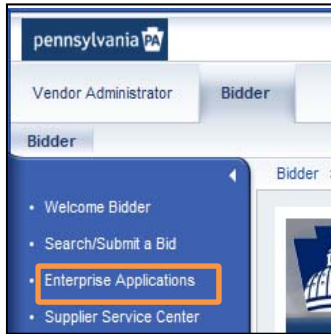 pennsylvania PA
Vendor Administrator Bidder
Bidder
Bidder
• Welcome Bidder
• Search/Submit a Bid
• Enterprise Applications
• Supplier Service Center